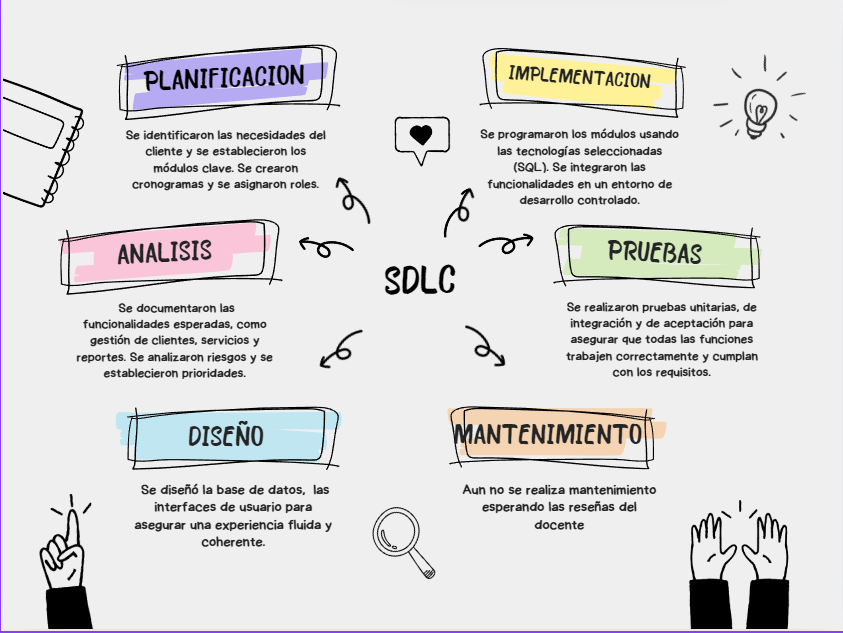 PLANIFICACION
Se identificaron las necesidades del
cliente y se establecieron los
módulos clave. Se crearon
cronogramas y se asignaron roles.
ANALISIS
Se documentaron las
funcionalidades esperadas, como
gestión de clientes, servicios y
reportes. Se analizaron riesgos y se
establecieron prioridades.
DISEÑO
Se diseñó la base de datos, las
interfaces de usuario para
asegurar una experiencia fluida y
coherente.
SDLC
IMPLEMENTACION
Se programaron los módulos usando
las tecnologías seleccionadas
(SQL). Se integraron las
funcionalidades en un entorno de
desarrollo controlado.
PRUEBAS
Se realizaron pruebas unitarias, de
integración y de aceptación para
asegurar que todas las funciones
trabajen correctamente y cumplan
con los requisitos.
MANTENIMIENTO
Aun no se realiza mantenimiento
esperando las reseñas del
docente